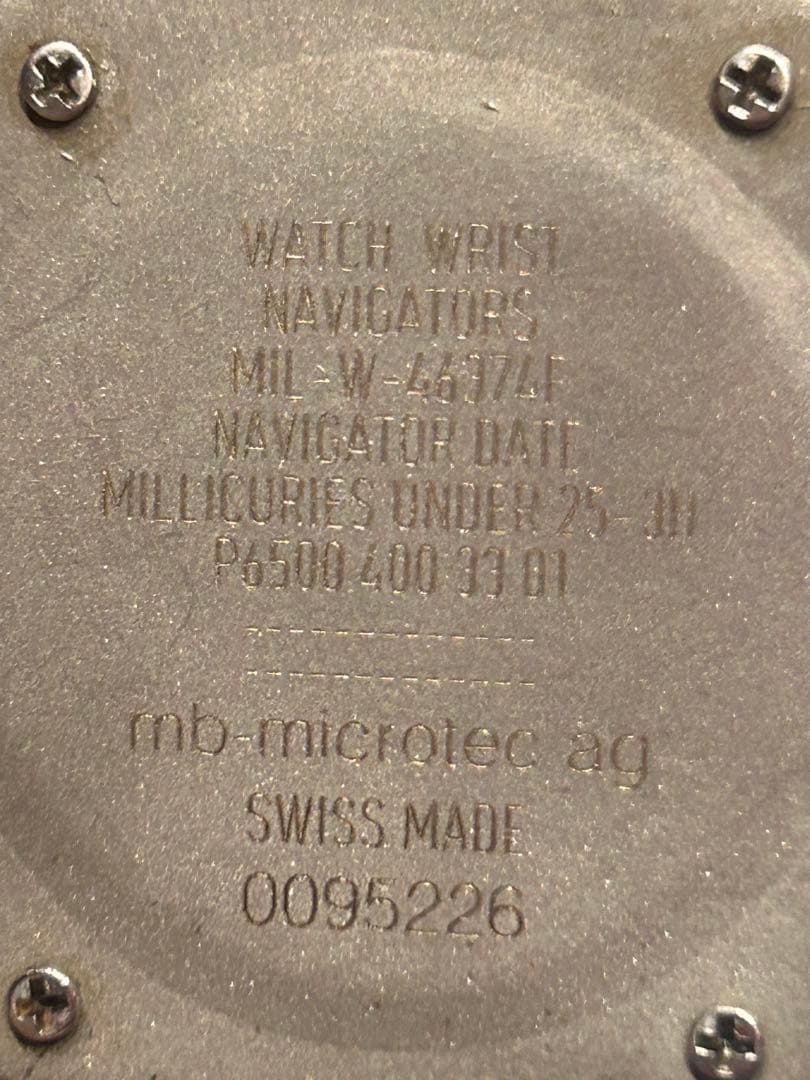 WATCH WRIST
NAVIGATORS
MIL-W-46374F
NAVIGATOR DATE
MILLICURIES UNDER 25-3H
P6500 400 33 01
--------------
--------------
mb-microtec ag
SWISS MADE
0095226